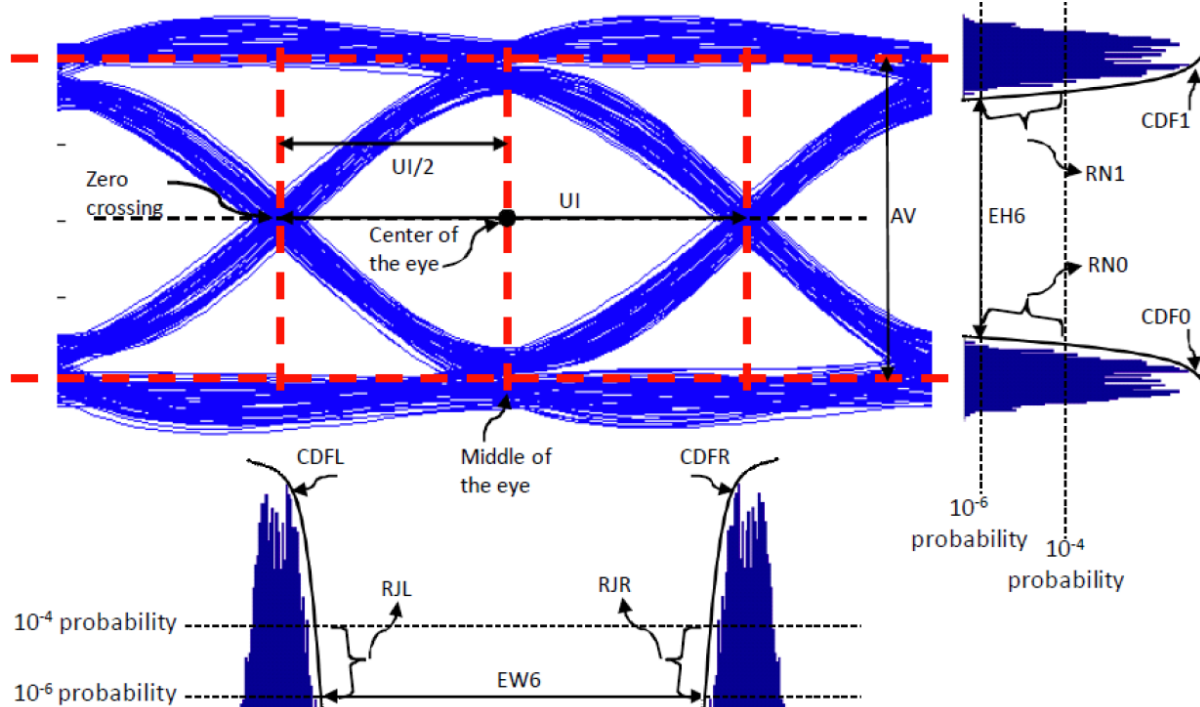 CDF1
UI/2
RN1
Zero
crossing
UI
AV
EH6
Center of
the eye
RN0
CDF0
CDFL
Middle of
the eye
CDFR
10-6
probability
10-4
probability
RJL
RJR
10-4 probability
EW6
10-6 probability